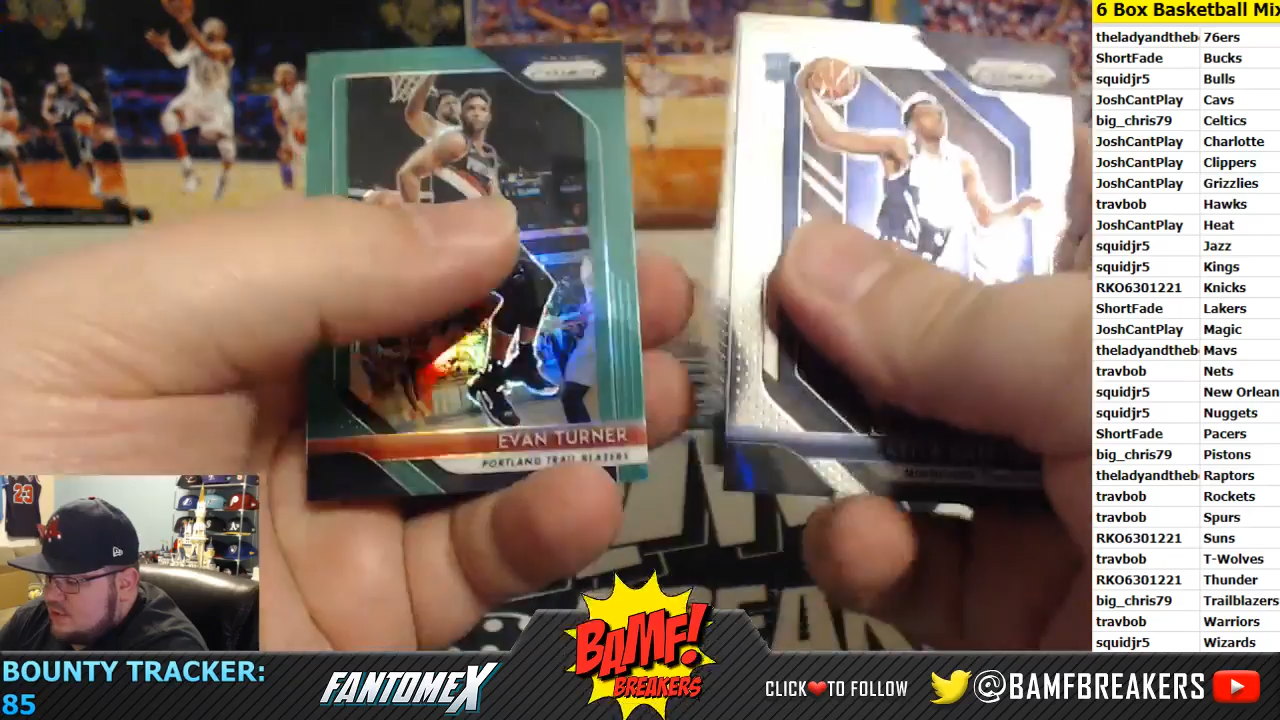 6 Box Basketball Mix
theladyandtheb 76ers
ShortFade Bucks
squidjr5 Bulls
JoshCantPlay Cavs
big_chris79 Celtics
JoshCantPlay Charlotte
JoshCantPlay Clippers
JoshCantPlay Grizzlies
travbob Hawks
JoshCantPlay Heat
squidjr5 Jazz
squidjr5 Kings
RKO6301221 Knicks
ShortFade Lakers
JoshCantPlay Magic
theladyandtheb Mavs
travbob Nets
squidjr5 New Orlean
squidjr5 Nuggets
ShortFade Pacers
big_chris79 Pistons
theladyandtheb Raptors
travbob Rockets
travbob Spurs
RKO6301221 Suns
travbob T-Wolves
RKO6301221 Thunder
big_chris79 Trailblazers
travbob Warriors
squidjr5 Wizards
EVAN TURNER
PORTLAND TRAIL BLAZERS
23
BOUNTY TRACKER:
85
FANTOMEX
BAMF!
BREAKERS
CLICK TO FOLLOW
@BAMFBREAKERS